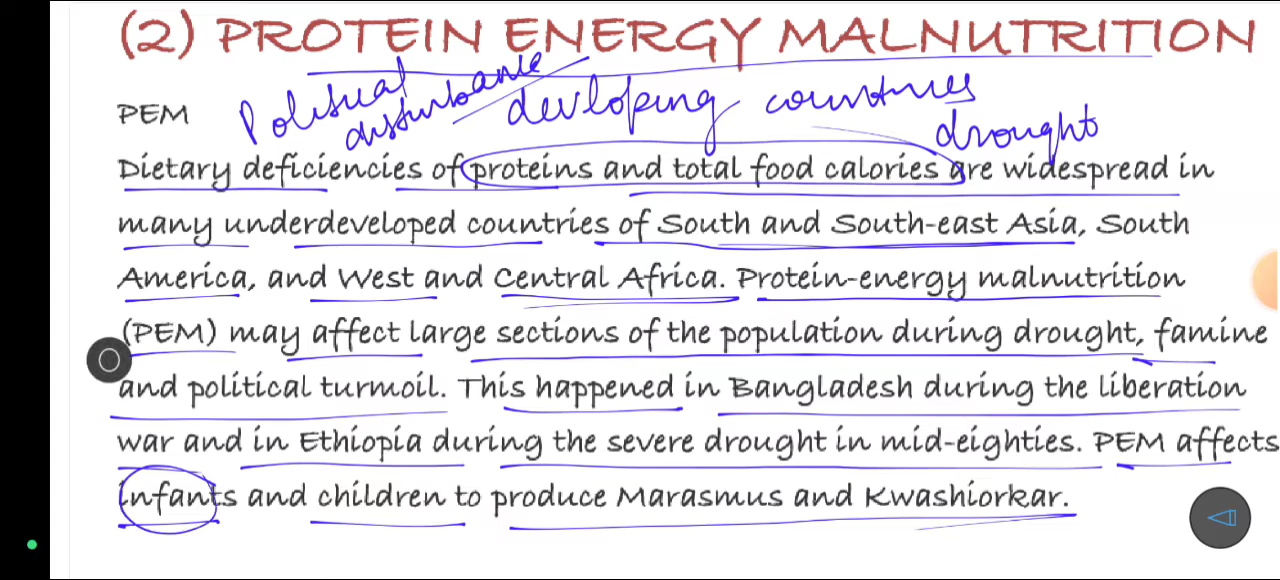 (2) PROTEIN ENERGY MALNUTRITION
Political
disturbance
devloping countries
drought
PEM
Dietary deficiencies of proteins and total food calories are widespread in
many underdeveloped countries of South and South-east Asia, South
America, and West and Central Africa. Protein-energy malnutrition
(PEM) may affect large sections of the population during drought, famine
and political turmoil. This happened in Bangladesh during the liberation
war and in Ethiopia during the severe drought in mid-eighties. PEM affects
infants and children to produce Marasmus and Kwashiorkar.